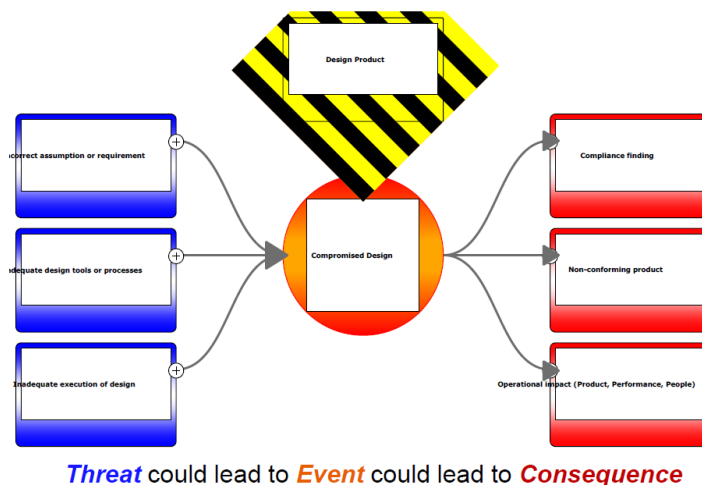 Design Product
ncorrect assumption or requirement
Compliance finding
adequate design tools or processes
Compromised Design
Non-conforming product
Inadequate execution of design
Operational impact (Product, Performance, People)
Threat could lead to Event could lead to Consequence